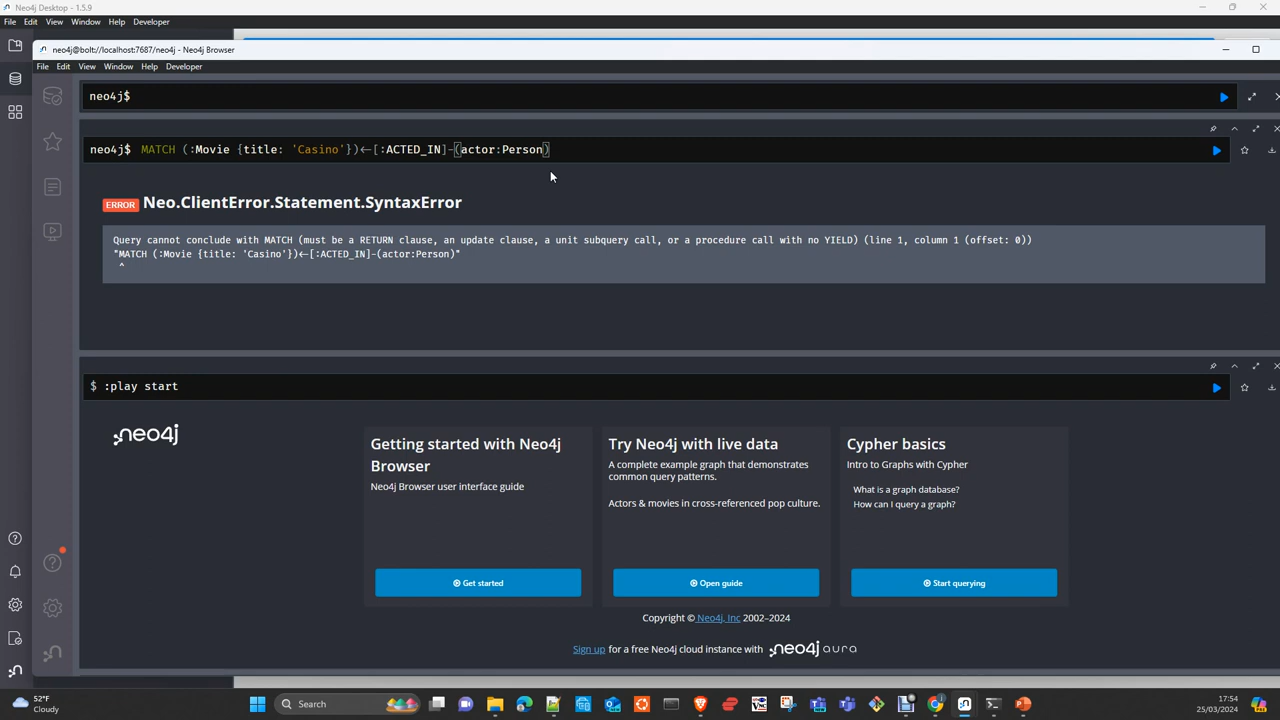 Neo4j Desktop - 1.5.9
File Edit View Window Help Developer
neo4j@bolt://localhost:7687/neo4j - Neo4j Browser
File Edit View Window Help Developer
neo4j$
neo4j$ MATCH (:Movie {title: 'Casino'})<-[:ACTED_IN]-(actor:Person)
ERROR Neo.ClientError.Statement.SyntaxError
Query cannot conclude with MATCH (must be a RETURN clause, an update clause, a unit subquery call, or a procedure call with no YIELD) (line 1, column 1 (offset: 0))
"MATCH (:Movie {title: 'Casino'})<-[:ACTED_IN]-(actor:Person)"
^
$ :play start
neo4j
Getting started with Neo4j
Browser
Neo4j Browser user interface guide
Get started
Try Neo4j with live data
A complete example graph that demonstrates
common query patterns.
Actors & movies in cross-referenced pop culture.
Open guide
Cypher basics
Intro to Graphs with Cypher
What is a graph database?
How can I query a graph?
Start querying
Copyright © Neo4j, Inc 2002–2024
Sign up for a free Neo4j cloud instance with neo4j aura
52°F
Cloudy
Search
17:54
25/03/2024